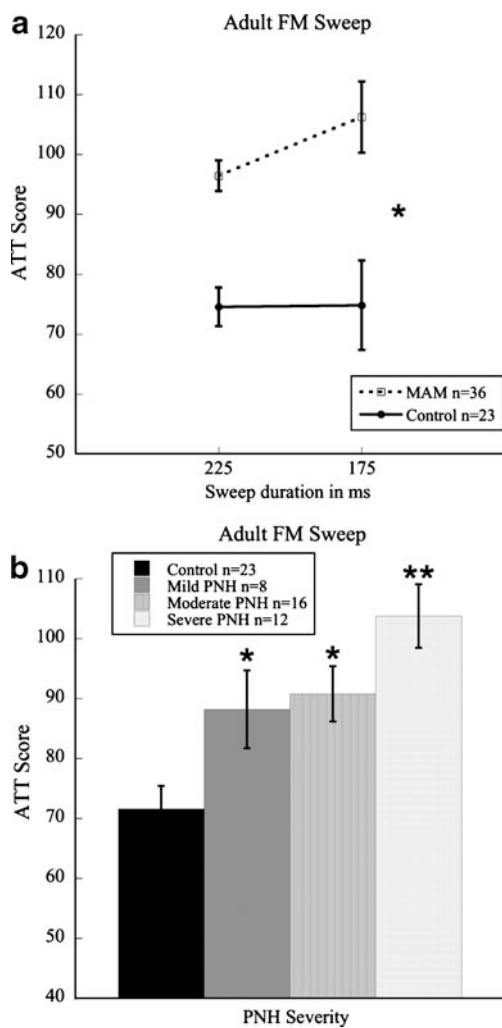 a
Adult FM Sweep
120
110
100
90
80
70
60
50
ATT Score
*
MAM n=36
Control n=23
225 175
Sweep duration in ms
b
Adult FM Sweep
Control n=23
Mild PNH n=8
Moderate PNH n=16
Severe PNH n=12
110
100
90
80
70
60
50
40
ATT Score
* * **
PNH Severity